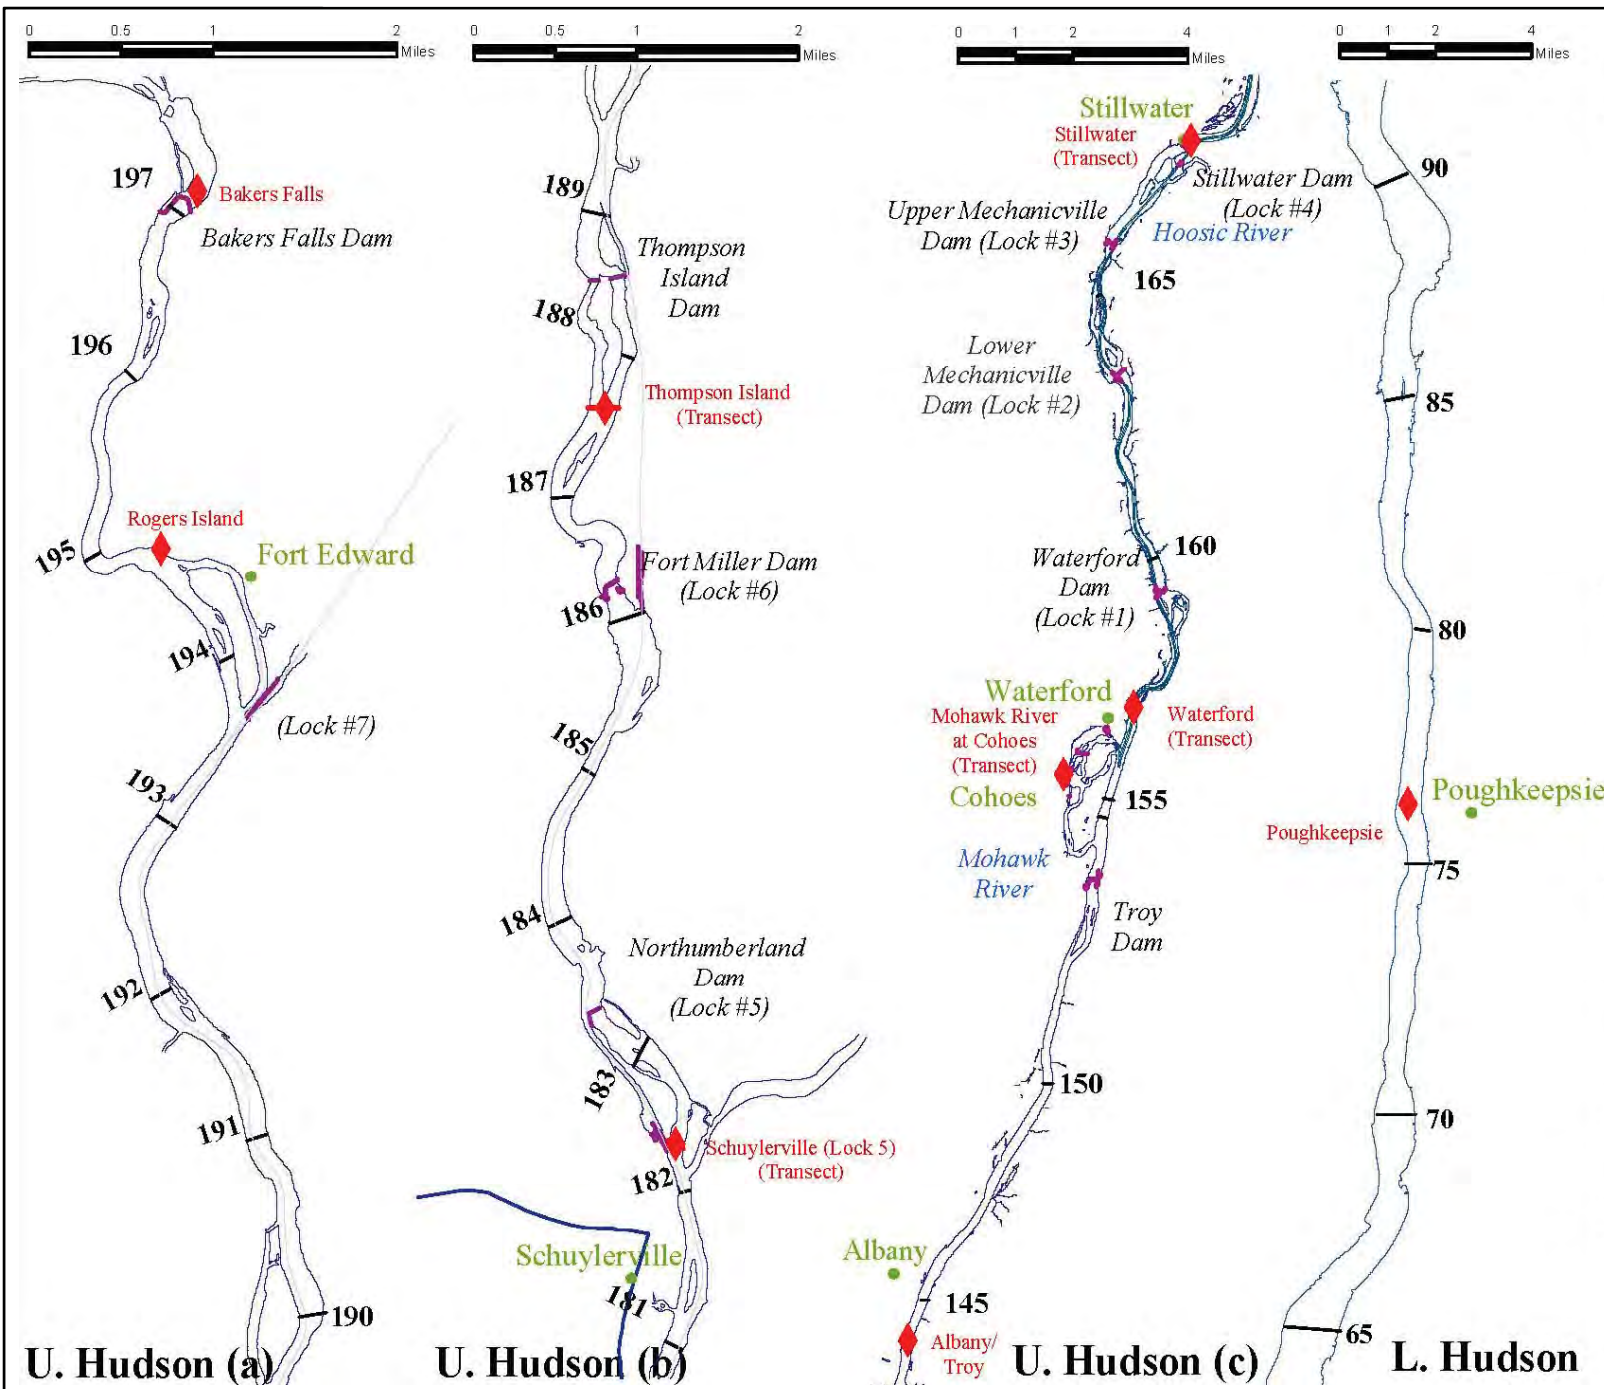 0 0.5 1 2
Miles
197
Bakers Falls
Bakers Falls Dam
196
Rogers Island
195
Fort Edward
194
(Lock #7)
193
192
191
190
U. Hudson (a)
0 0.5 1 2
Miles
189
Thompson
Island
Dam
188
Thompson Island
(Transect)
187
Fort Miller Dam
(Lock #6)
186
185
184
Northumberland
Dam
(Lock #5)
183
Schuylerville (Lock 5)
(Transect)
182
Schuylerville
181
U. Hudson (b)
0 1 2 4
Miles
Stillwater
Stillwater
(Transect)
Stillwater Dam
(Lock #4)
Upper Mechanicville
Dam (Lock #3)
Hoosic River
165
Lower
Mechanicville
Dam (Lock #2)
160
Waterford
Dam
(Lock #1)
Waterford
Mohawk River
at Cohoes
(Transect)
Waterford
(Transect)
Cohoes
155
Mohawk
River
Troy
Dam
150
Albany
145
Albany/
Troy
U. Hudson (c)
0 1 2 4
Miles
90
85
80
Poughkeepsie
Poughkeepsie
75
70
65
L. Hudson